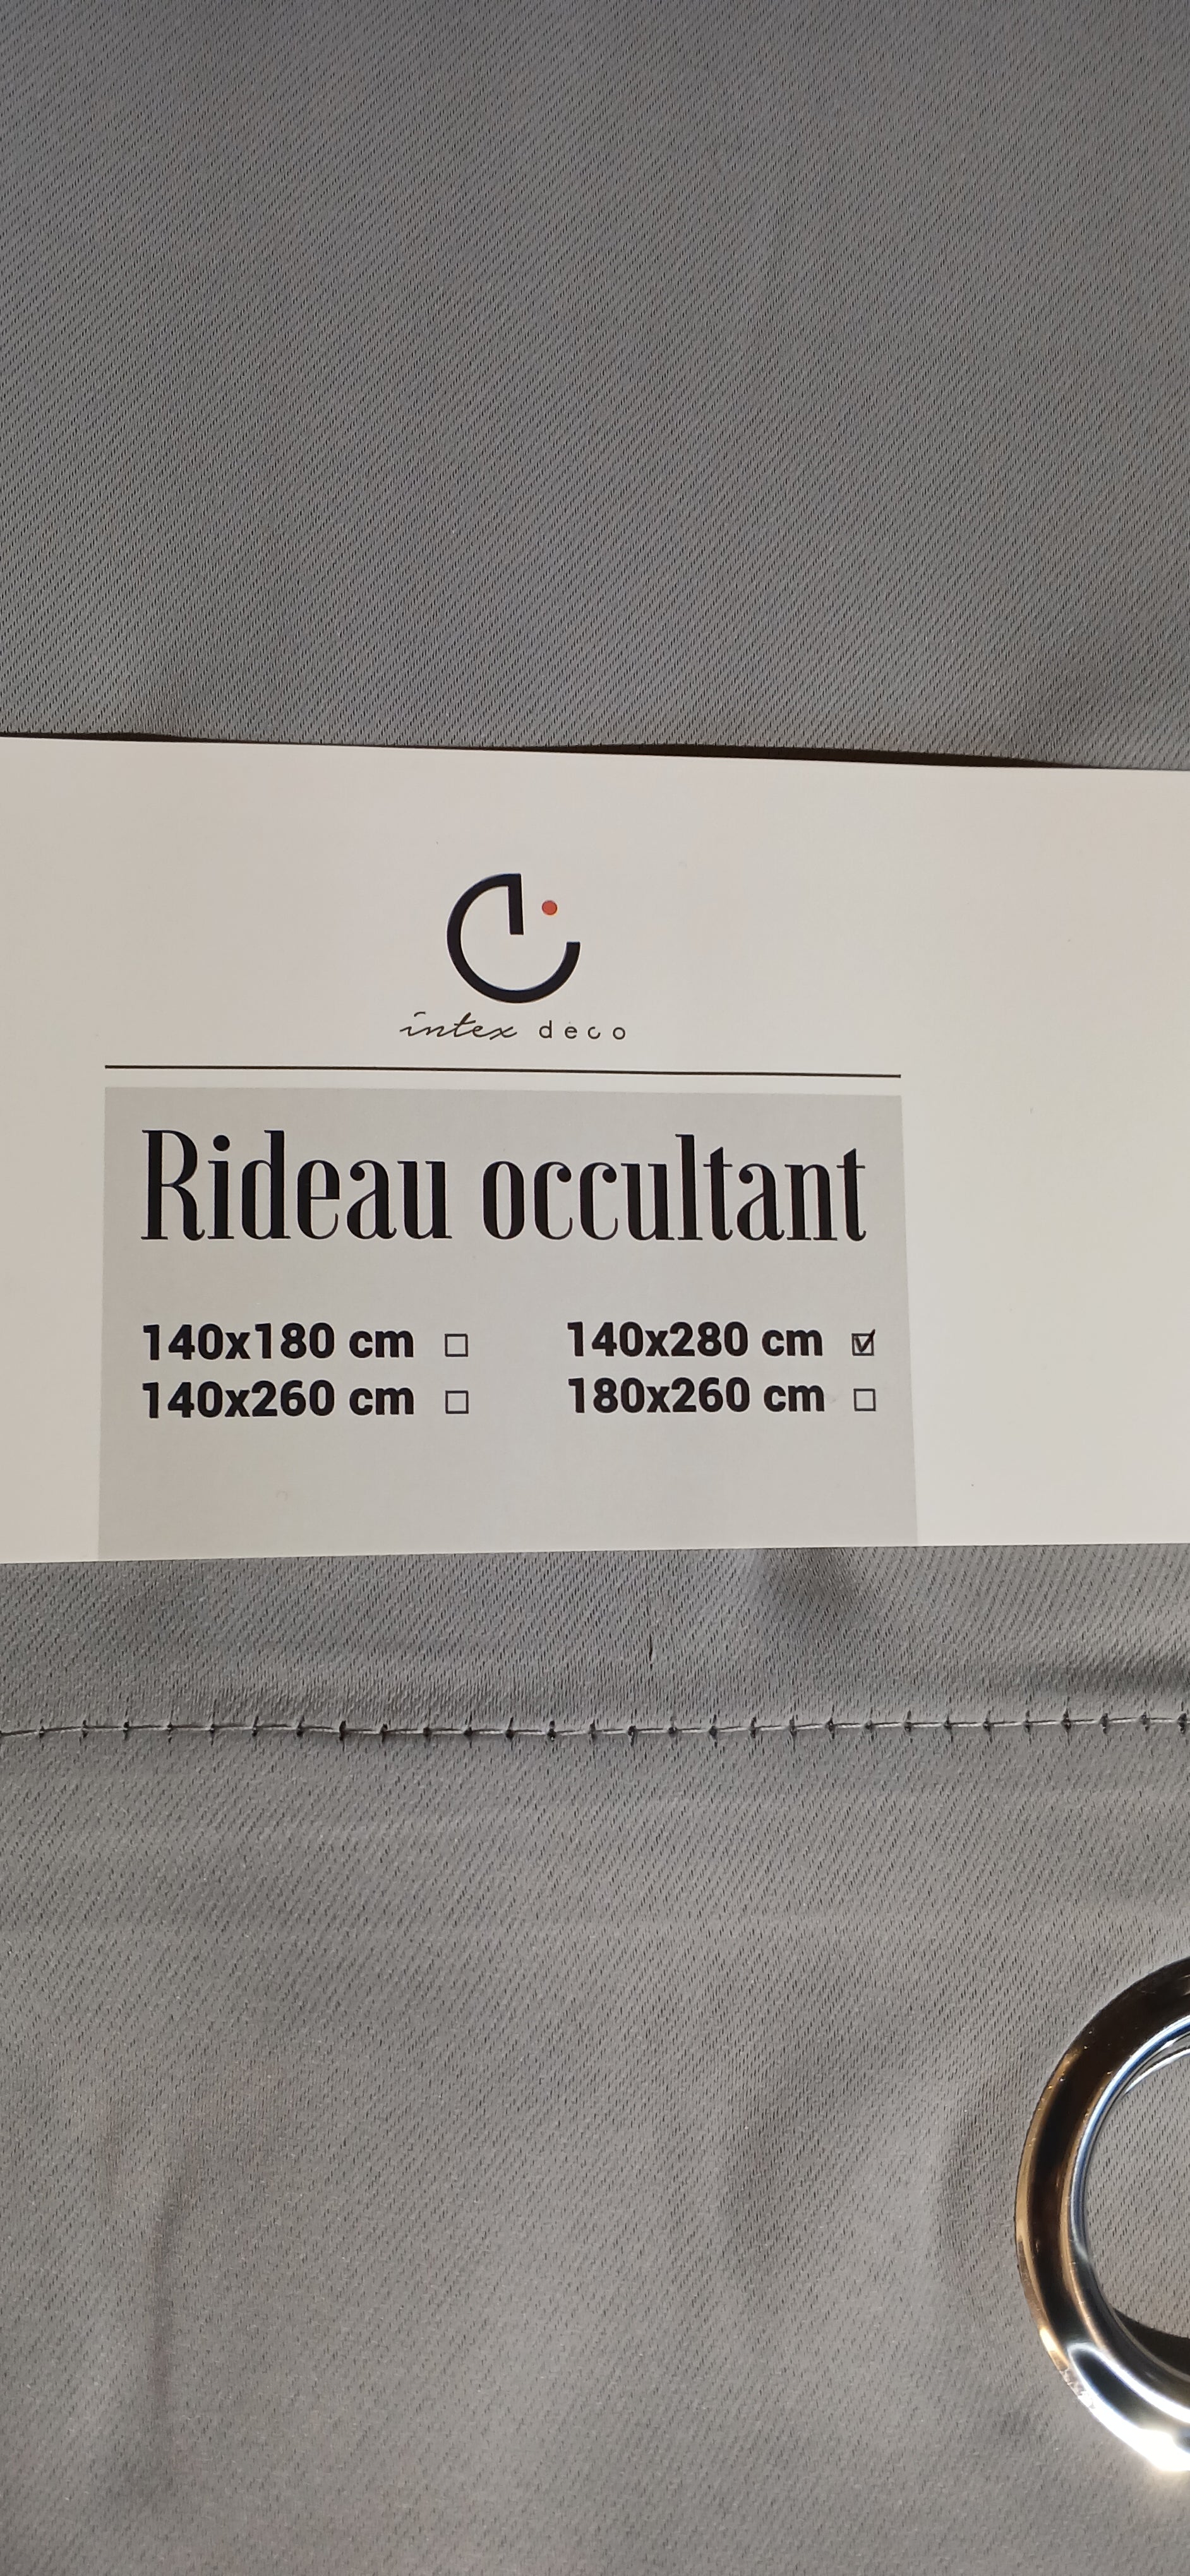 intex deco
Rideau occultant
140x180 cm ☐ 140x280 cm ☑
140x260 cm ☐ 180x260 cm ☐